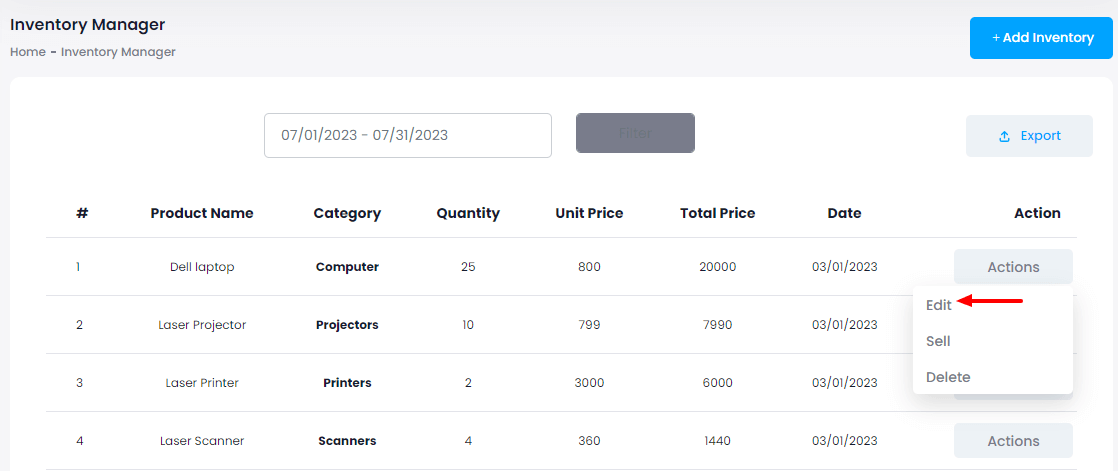 Inventory Manager
Home - Inventory Manager
+ Add Inventory
07/01/2023 - 07/31/2023
Filter
Export
# Product Name Category Quantity Unit Price Total Price Date Action
1 Dell laptop Computer 25 800 20000 03/01/2023 Actions
Edit
2 Laser Projector Projectors 10 799 7990 03/01/2023
Sell
3 Laser Printer Printers 2 3000 6000 03/01/2023
Delete
4 Laser Scanner Scanners 4 360 1440 03/01/2023 Actions